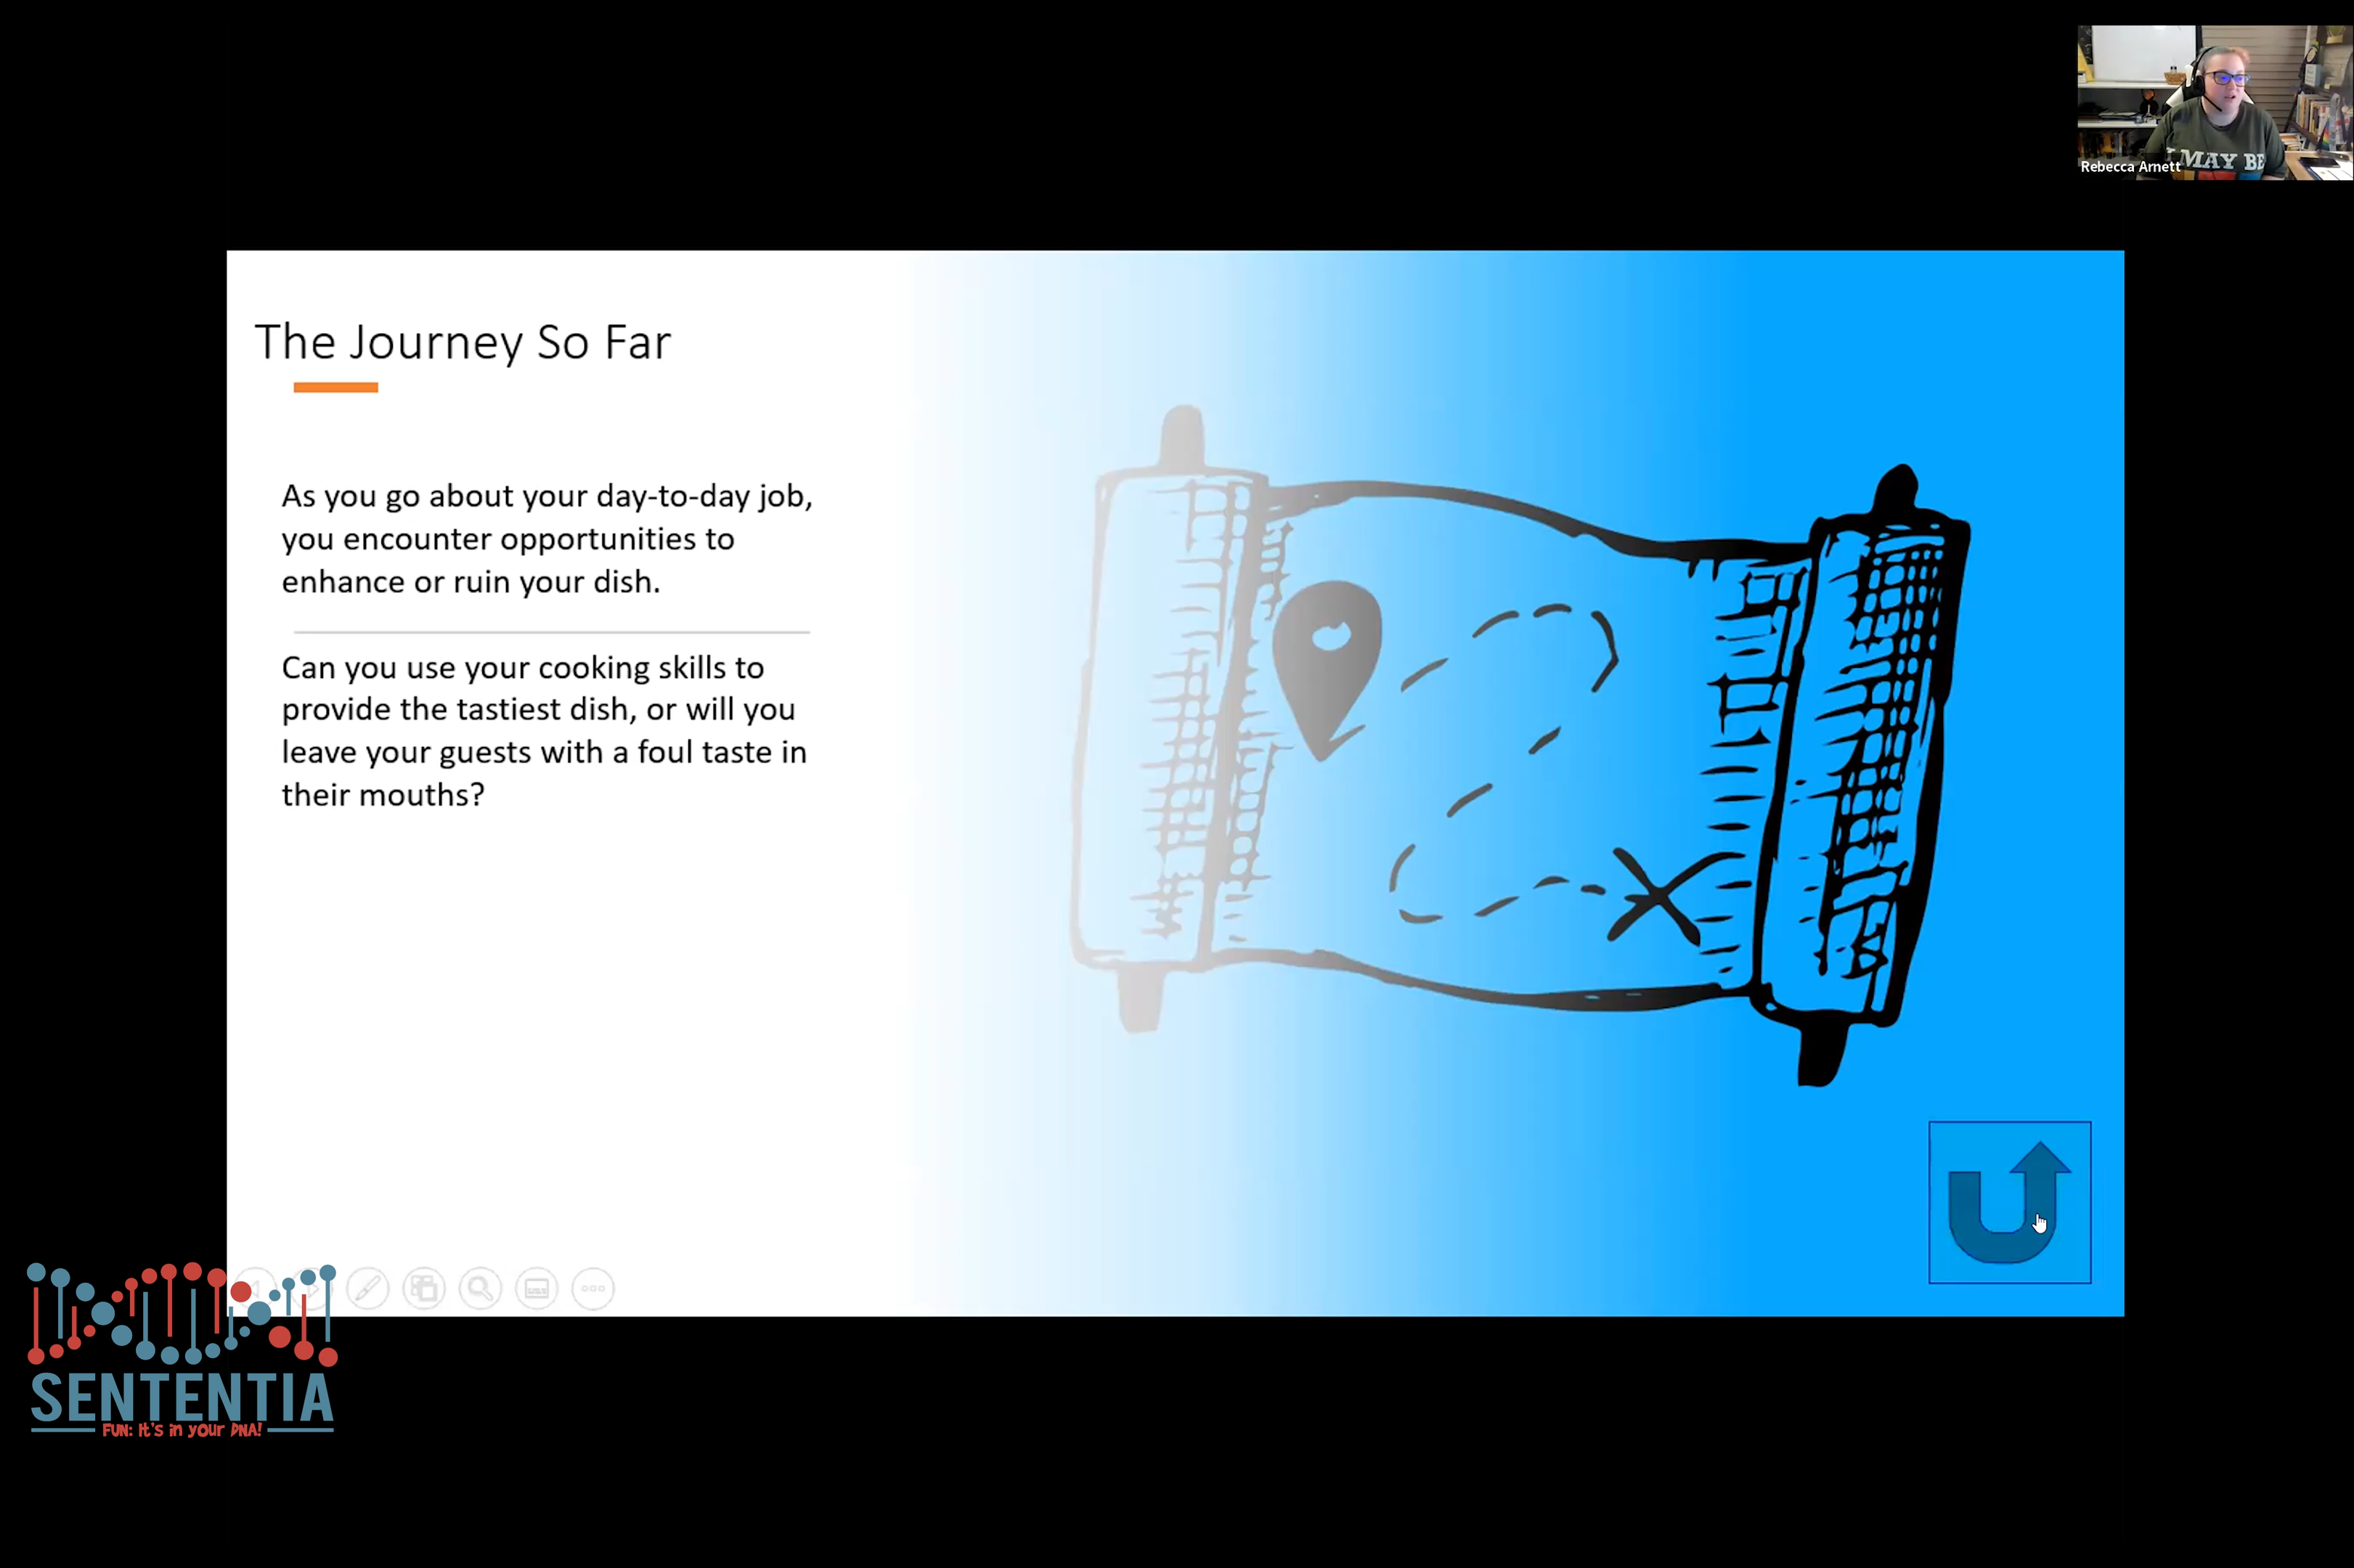 Rebecca Arnett
MAY BE
The Journey So Far
As you go about your day-to-day job,
you encounter opportunities to
enhance or ruin your dish.
Can you use your cooking skills to
provide the tastiest dish, or will you
leave your guests with a foul taste in
their mouths?
SENTENTIA
FUN: It's in your DNA!